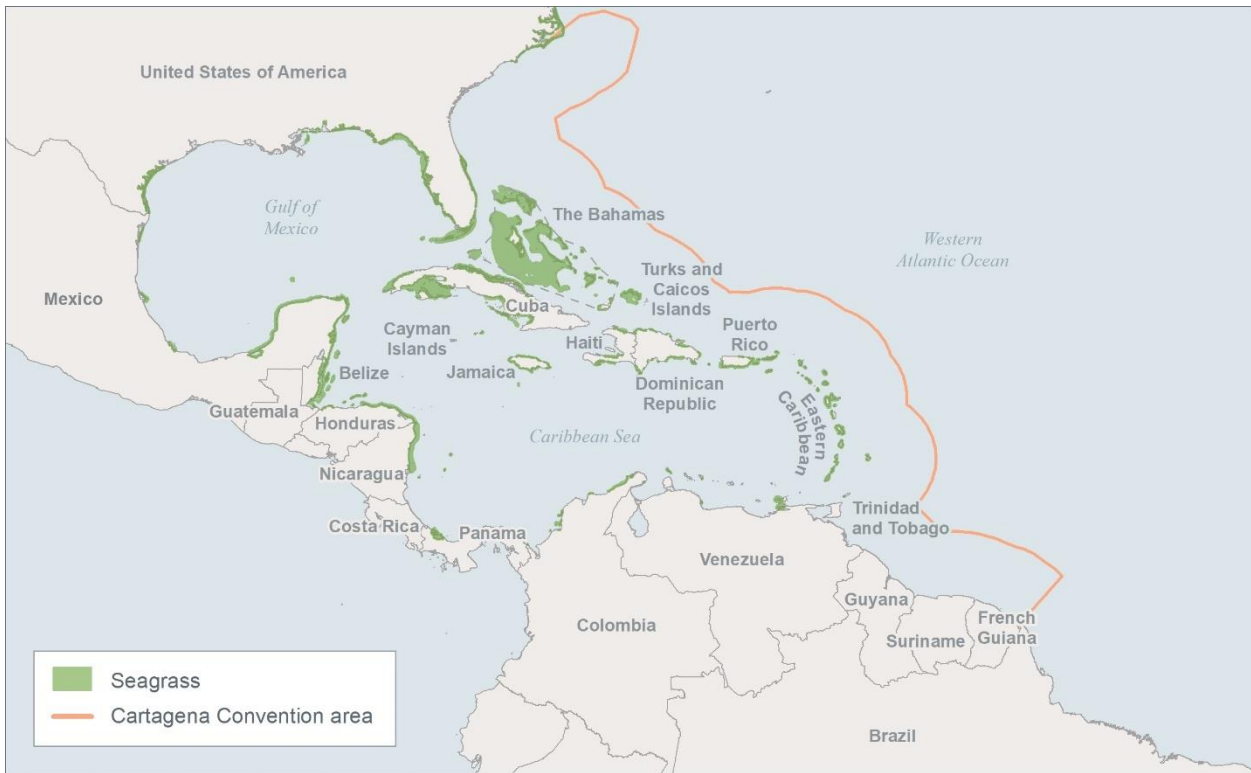 United States of America
Gulf of
Mexico
The Bahamas
Western
Atlantic Ocean
Mexico
Turks and
Caicos
Islands
Cuba
Cayman
Islands
Haiti
Puerto
Rico
Jamaica
Dominican
Republic
Belize
Guatemala
Honduras
Caribbean Sea
Eastern
Caribbean
Nicaragua
Costa Rica
Panama
Trinidad
and Tobago
Venezuela
Guyana
Colombia
Suriname
French
Guiana
Brazil
Seagrass
Cartagena Convention area